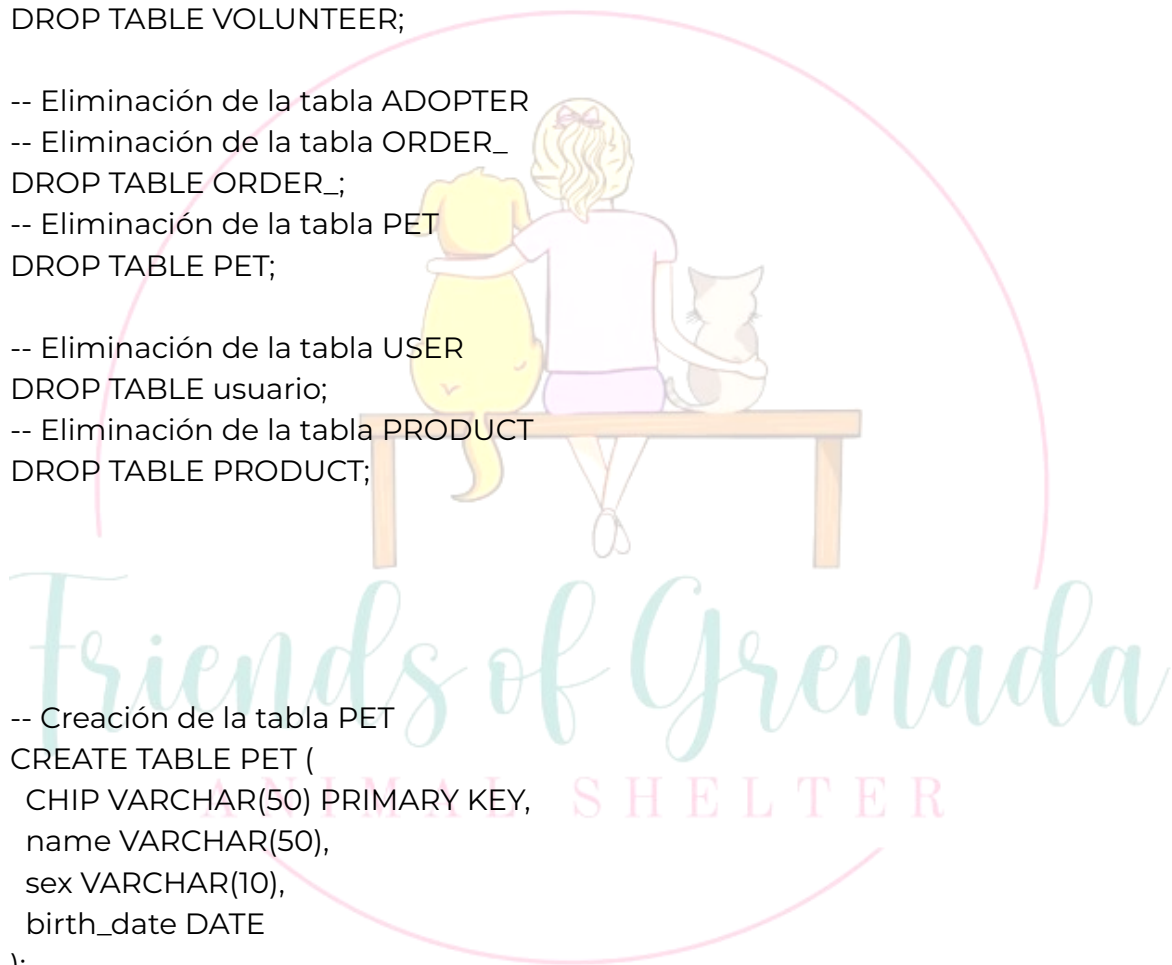 DROP TABLE VOLUNTEER;
-- Eliminación de la tabla ADOPTER
-- Eliminación de la tabla ORDER_
DROP TABLE ORDER_;
-- Eliminación de la tabla PET
DROP TABLE PET;
-- Eliminación de la tabla USER
DROP TABLE usuario;
-- Eliminación de la tabla PRODUCT
DROP TABLE PRODUCT;
Friends of Grenada
-- Creación de la tabla PET
CREATE TABLE PET (
ANIMAL SHELTER
CHIP VARCHAR(50) PRIMARY KEY,
name VARCHAR(50),
sex VARCHAR(10),
birth_date DATE
);